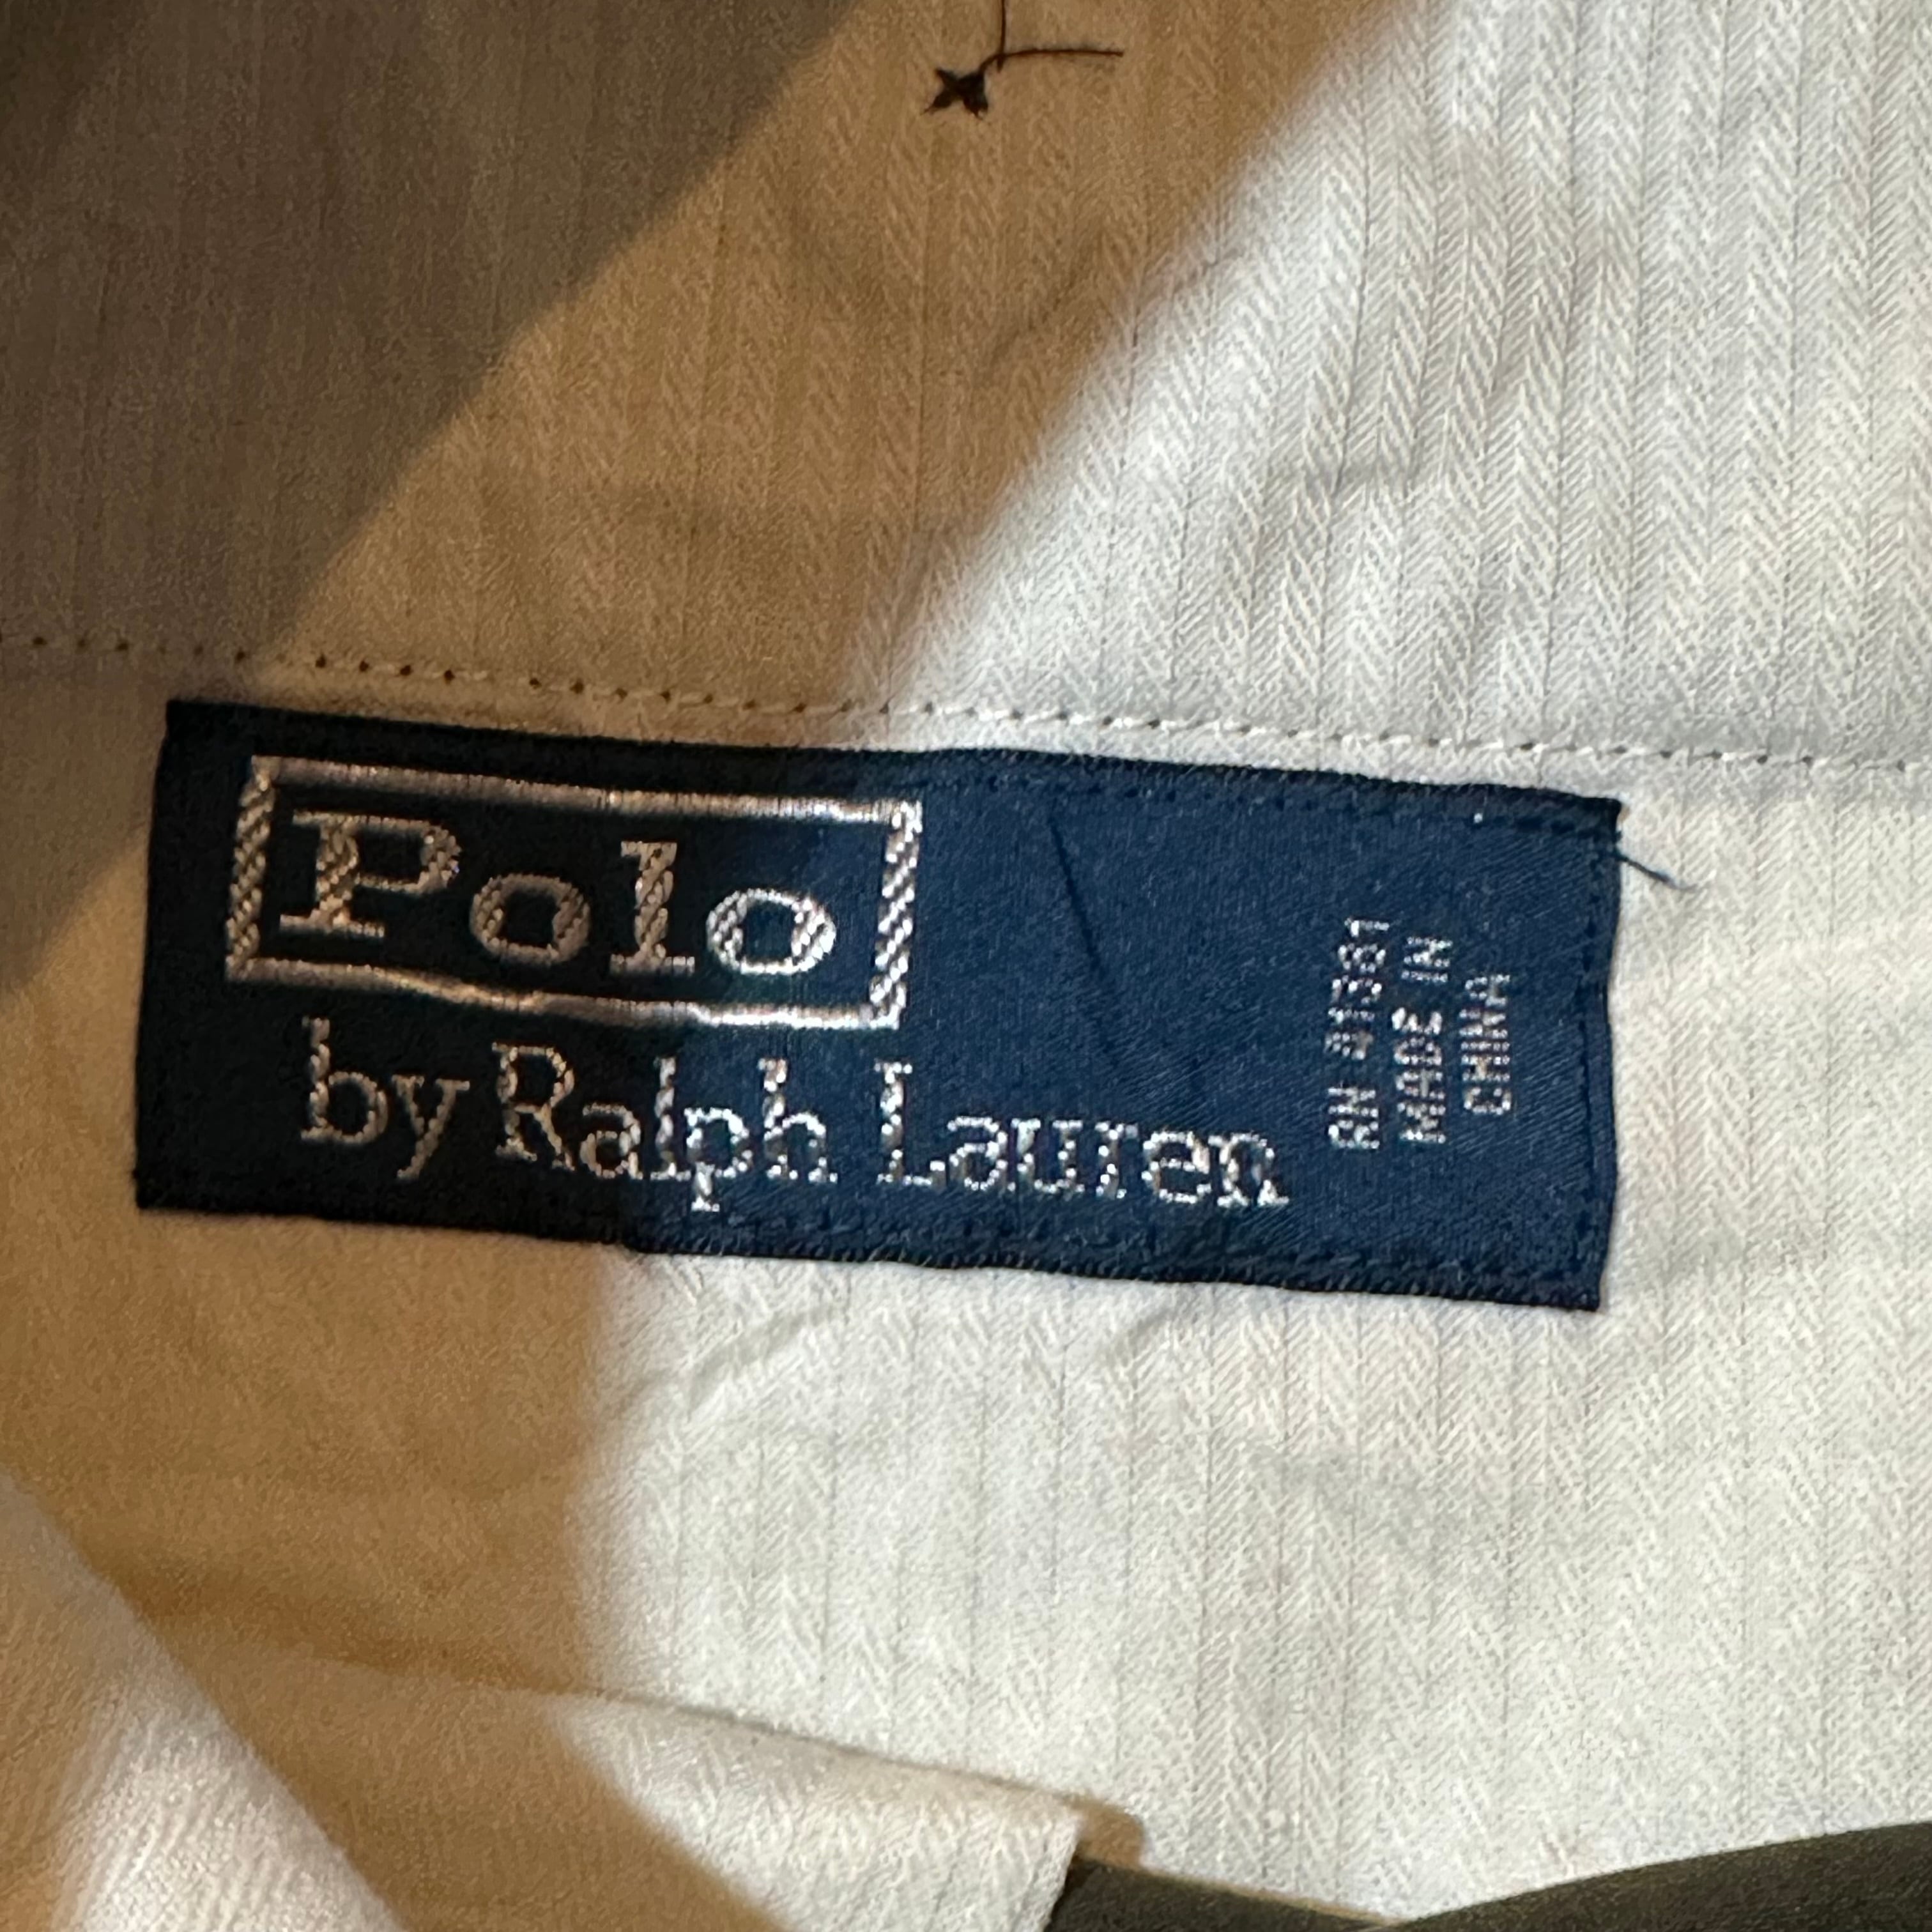 Polo
by Ralph Lauren
RN 41381
MADE IN
CHINA